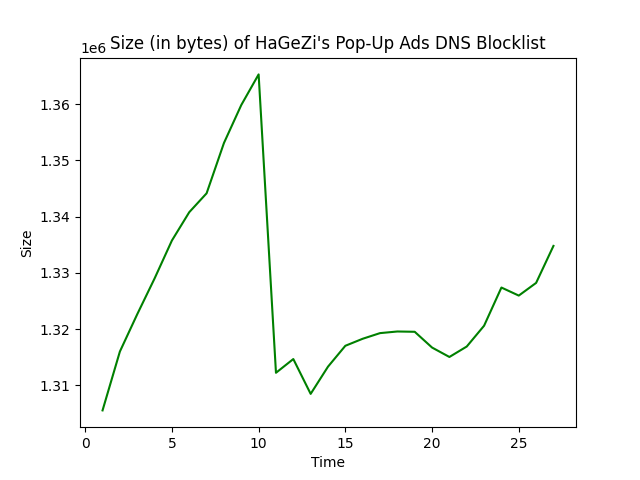 Size (in bytes) of HaGeZi's Pop-Up Ads DNS Blocklist
1e6
1.36
1.35
1.34
1.33
1.32
1.31
Size
0 5 10 15 20 25
Time